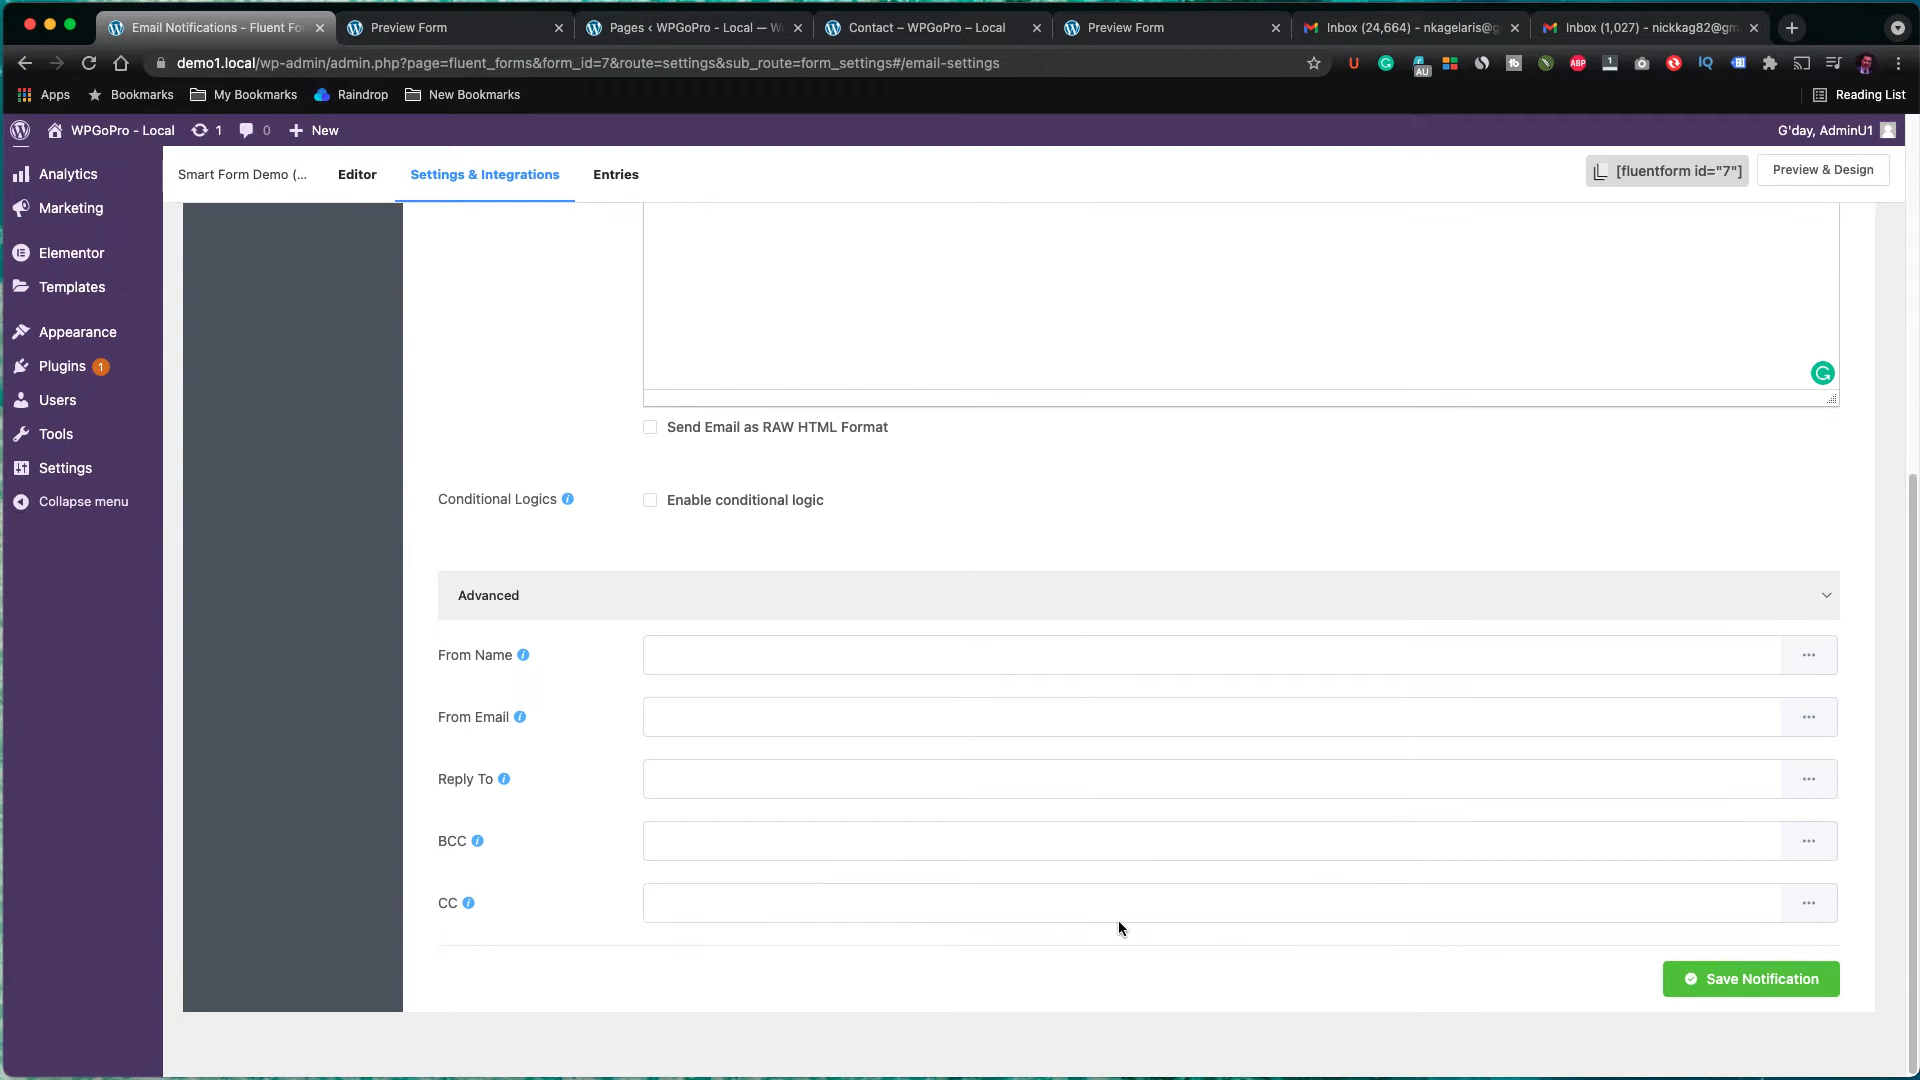 Email Notifications - Fluent Fo
Preview Form
Pages ‹ WPGoPro - Local — W
Contact – WPGoPro – Local
Preview Form
Inbox (24,664) - nkagelaris@g
Inbox (1,027) - nickkag82@gm
demo1.local/wp-admin/admin.php?page=fluent_forms&form_id=7&route=settings&sub_route=form_settings#/email-settings
AU
ABP
1
IQ
Apps
Bookmarks
My Bookmarks
Raindrop
New Bookmarks
Reading List
WPGoPro - Local
1
0
New
G'day, AdminU1
Analytics
Marketing
Elementor
Templates
Appearance
Plugins 1
Users
Tools
Settings
Collapse menu
Smart Form Demo (...
Editor
Settings & Integrations
Entries
[fluentform id="7"]
Preview & Design
Send Email as RAW HTML Format
Conditional Logics
Enable conditional logic
Advanced
From Name
From Email
Reply To
BCC
CC
Save Notification